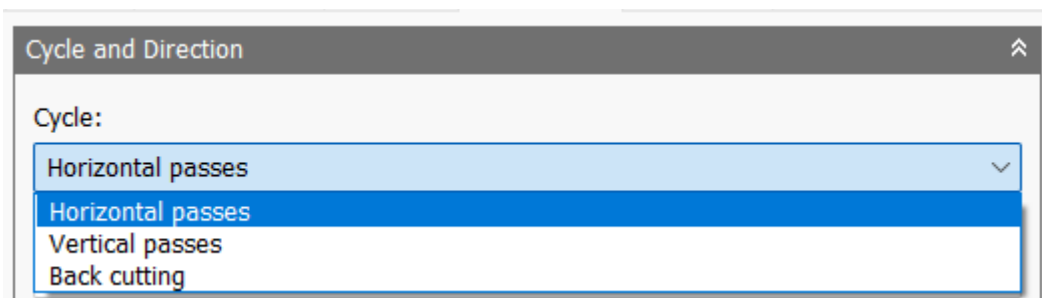 Cycle and Direction
Cycle:
Horizontal passes
Horizontal passes
Vertical passes
Back cutting